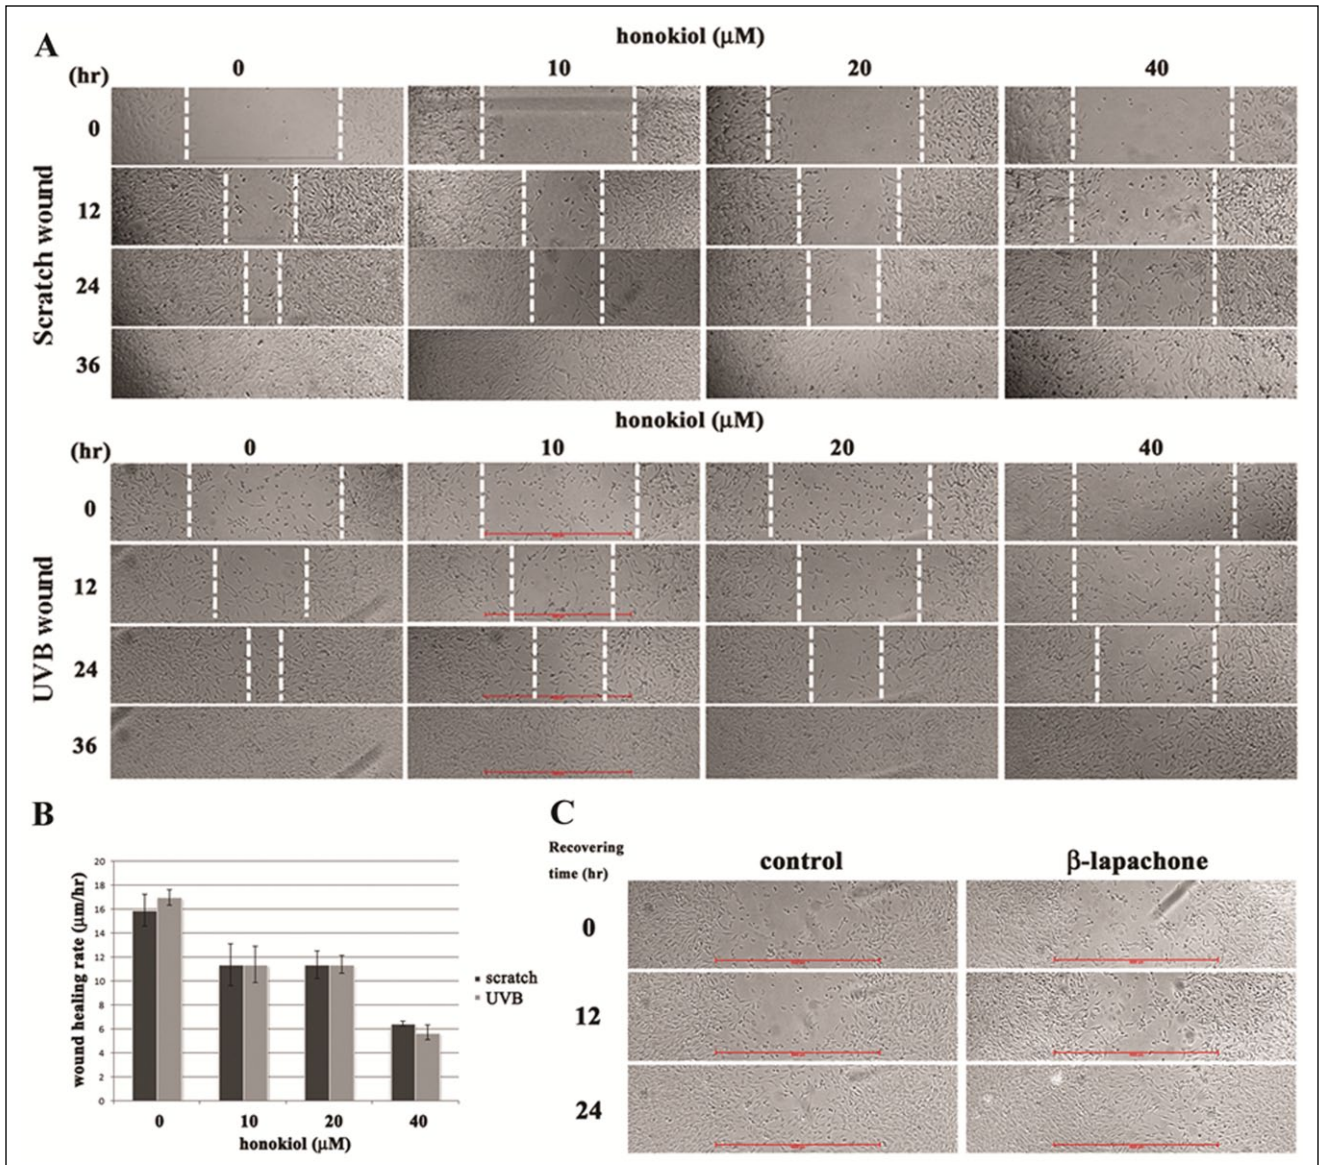 A
honokiol (μM)
(hr) 0 10 20 40
0
12
24
36
Scratch wound
honokiol (μM)
(hr) 0 10 20 40
0
12
24
36
UVB wound
B
20
18
16
14
12
10
8
6
4
2
0
wound healing rate (μm/hr)
0 10 20 40
honokiol (μM)
scratch
UVB
C
Recovering
time (hr)
control β-lapachone
0
12
24